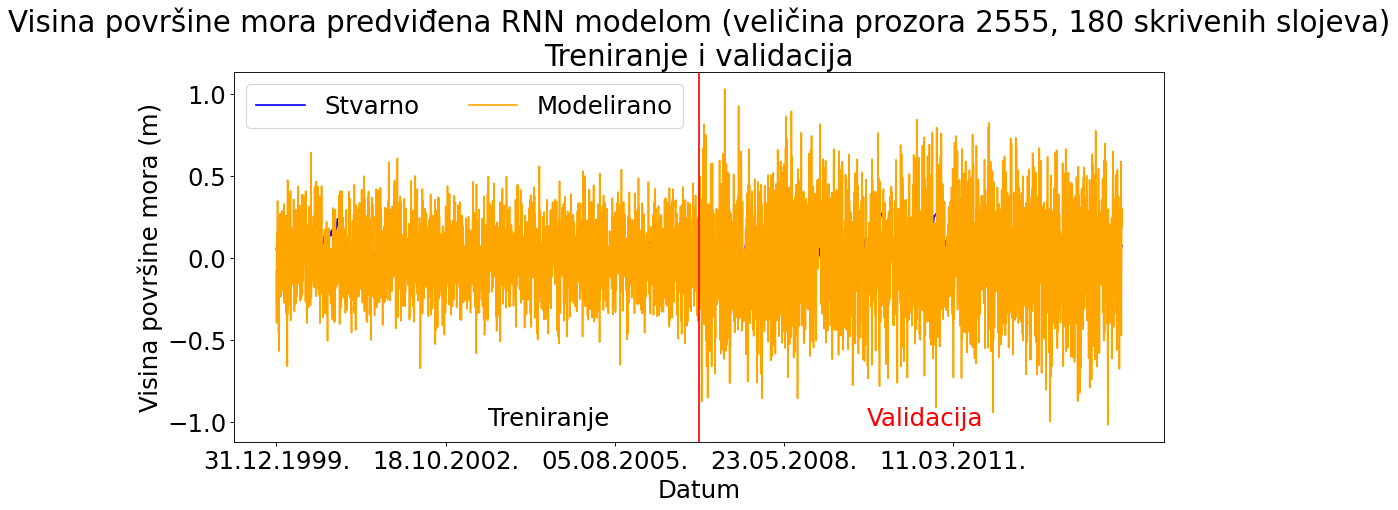 Visina površine mora predviđena RNN modelom (veličina prozora 2555, 180 skrivenih slojeva)
Treniranje i validacija
Stvarno
Modelirano
Visina površine mora (m)
1.0
0.5
0.0
−0.5
−1.0
Treniranje
Validacija
31.12.1999.
18.10.2002.
05.08.2005.
23.05.2008.
11.03.2011.
Datum